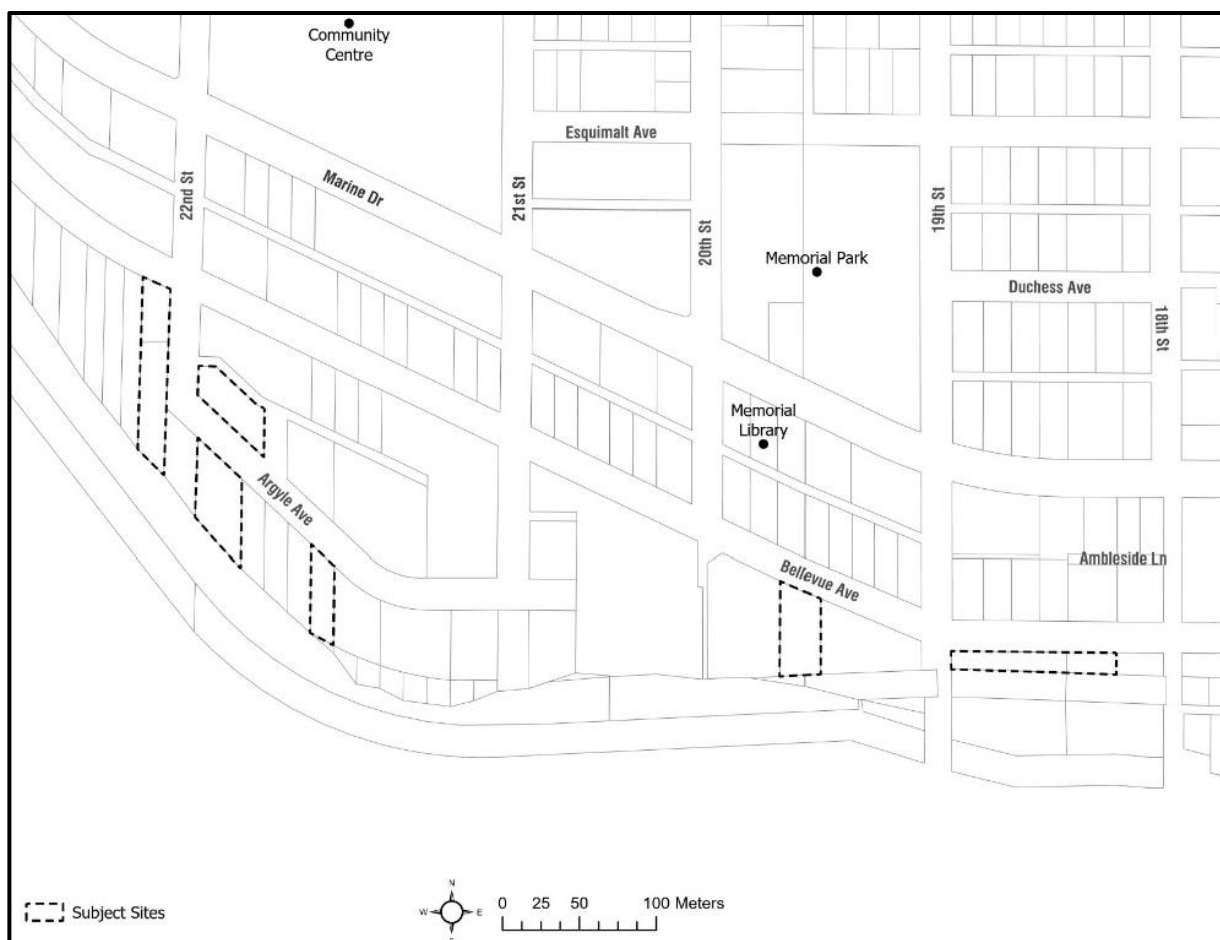 Community
Centre
Esquimalt Ave
Marine Dr
22nd St
21st St
20th St
19th St
Memorial Park
Duchess Ave
18th St
Memorial
Library
Argyle Ave
Bellevue Ave
Ambleside Ln
Subject Sites
N
W
E
0 25 50 100 Meters